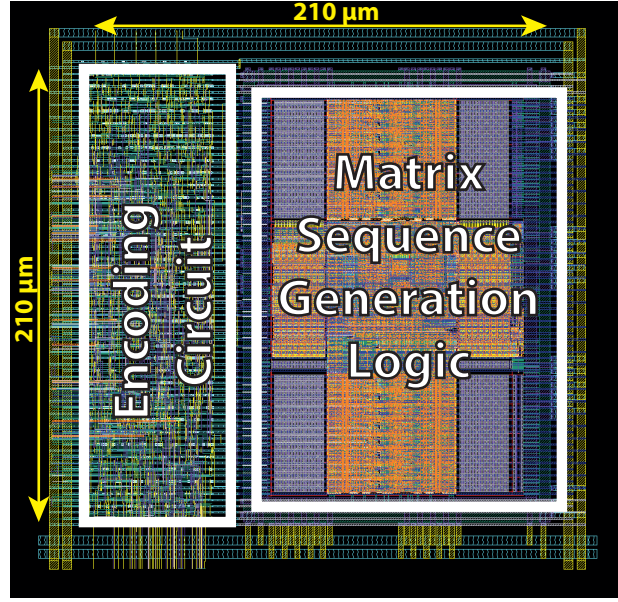 210 µm
210 µm
Encoding
Circuit
Matrix
Sequence
Generation
Logic